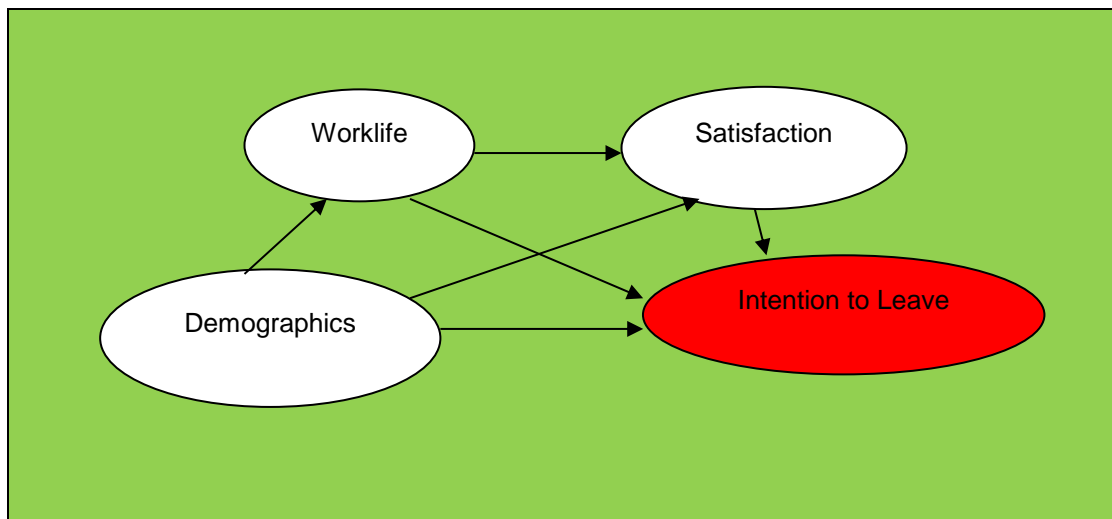 Worklife
Satisfaction
Intention to Leave
Demographics